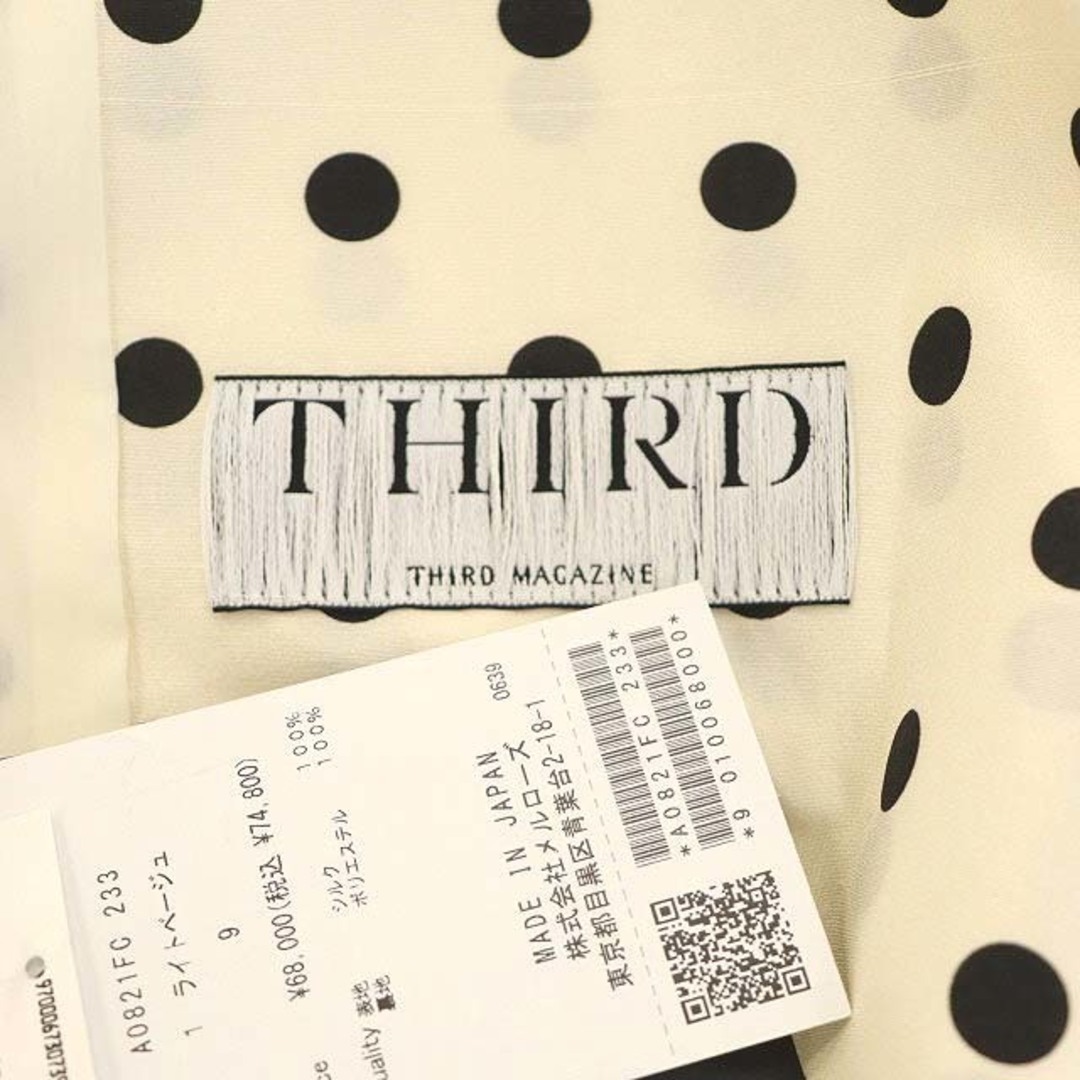 THIRD
THIRD MAGAZINE
A0821FC 233
1 ライトベージュ
9
¥68,000(税込 ¥74,800)
uality 表地 シルク 100%
裏地 ポリエステル 100%
0639
MADE IN JAPAN
株式会社メルローズ
東京都目黒区青葉台2-18-1
*A0821FC 233*
*9 010068000*